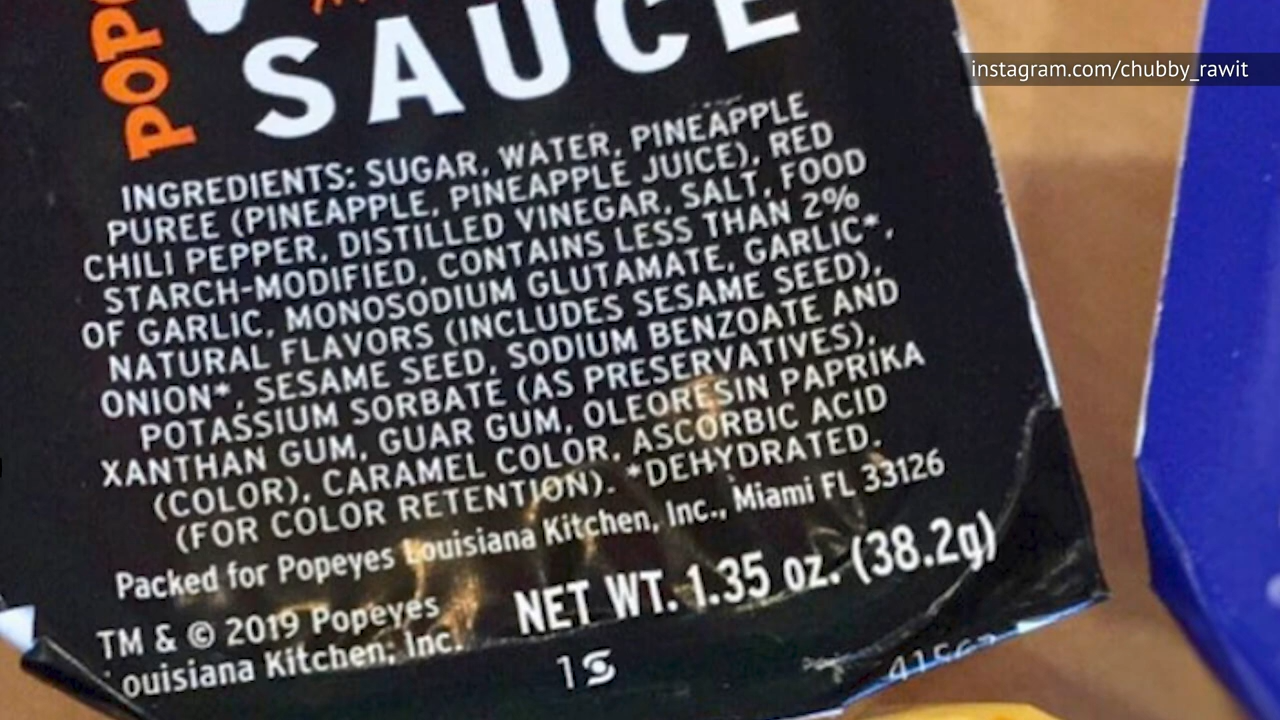 POP
SAUCE
instagram.com/chubby_rawit
INGREDIENTS: SUGAR, WATER, PINEAPPLE
PUREE (PINEAPPLE, PINEAPPLE JUICE), RED
CHILI PEPPER, DISTILLED VINEGAR, SALT, FOOD
STARCH-MODIFIED, CONTAINS LESS THAN 2%
OF GARLIC, MONOSODIUM GLUTAMATE, GARLIC*,
NATURAL FLAVORS (INCLUDES SESAME SEED),
ONION*, SESAME SEED, SODIUM BENZOATE AND
POTASSIUM SORBATE (AS PRESERVATIVES),
XANTHAN GUM, GUAR GUM, OLEORESIN PAPRIKA
(COLOR), CARAMEL COLOR, ASCORBIC ACID
(FOR COLOR RETENTION). *DEHYDRATED.
Packed for Popeyes Louisiana Kitchen, Inc., Miami FL 33126
TM & © 2019 Popeyes
ouisiana Kitchen, Inc.
NET WT. 1.35 oz. (38.2g)
1